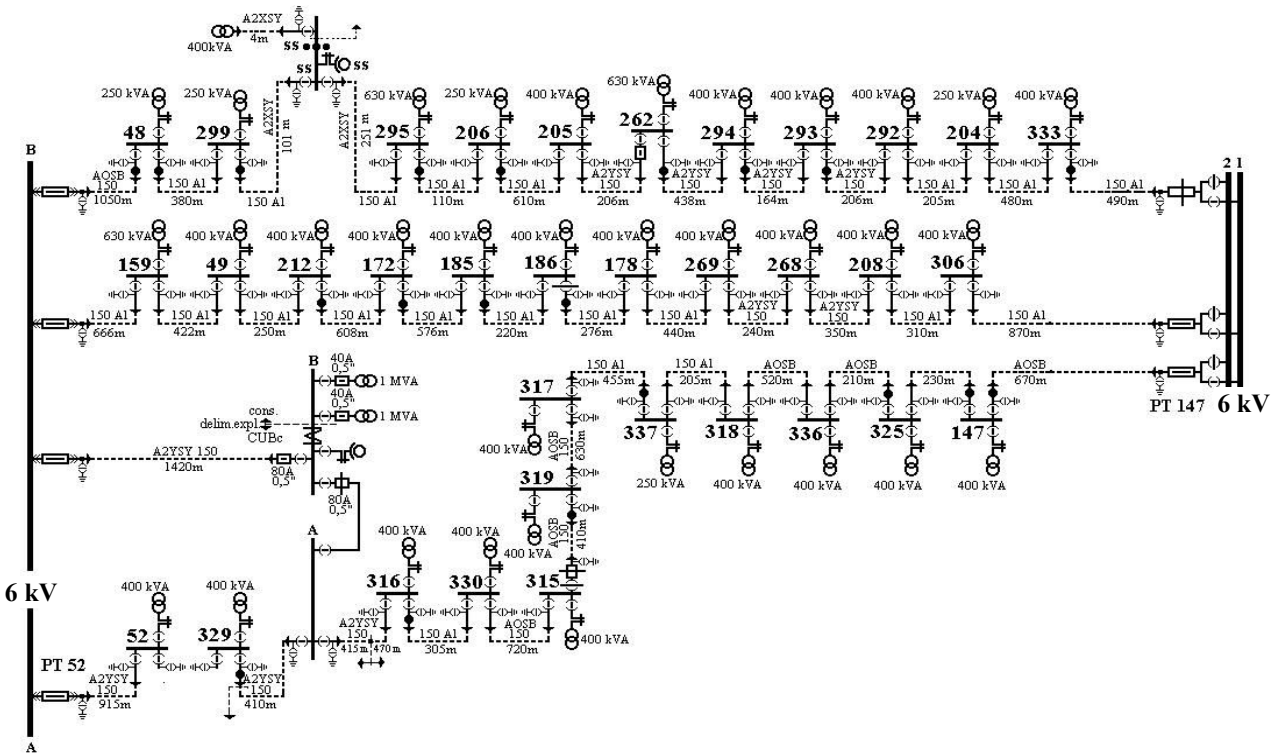 A2XSY
4m
400kVA
SS
SS
SS
A2XSY
101 m
A2XSY
251 m
250 kVA
250 kVA
630 kVA
250 kVA
400 kVA
630 kVA
400 kVA
400 kVA
400 kVA
250 kVA
400 kVA
48
299
295
206
205
262
294
293
292
204
333
B
AOSB
150
1050m
150 Al
380m
150 Al
150 Al
150 Al
110m
150 Al
610m
A2YSY
150
206m
A2YSY
150
438m
A2YSY
150
164m
A2YSY
150
206m
150 Al
205m
150 Al
480m
150 Al
490m
2 1
630 kVA
400 kVA
250 kVA
400 kVA
250 kVA
400 kVA
400 kVA
400 kVA
400 kVA
400 kVA
400 kVA
159
49
212
172
185
186
178
269
268
208
306
150 Al
666m
150 Al
422m
150 Al
250m
150 Al
608m
150 Al
576m
150 Al
220m
150 Al
276m
150 Al
440m
A2YSY
150
240m
A2YSY
150
350m
150 Al
310m
150 Al
870m
B
40A
0,5"
1 MVA
40A
0,5"
1 MVA
cons.
delim.expl.
CUBc
A2YSY 150
1420m
80A
0,5"
80A
0,5"
A
317
400 kVA
AOSB
150
630m
319
400 kVA
AOSB
150
410m
150 Al
455m
150 Al
205m
AOSB
520m
AOSB
210m
230m
AOSB
670m
337
318
336
325
147
250 kVA
400 kVA
400 kVA
400 kVA
400 kVA
PT 147
6 kV
6 kV
400 kVA
400 kVA
400 kVA
400 kVA
52
329
316
330
315
400 kVA
PT 52
A2YSY
150
915m
A2YSY
150
410m
A2YSY
150
415m
470m
150 Al
305m
AOSB
150
720m
A